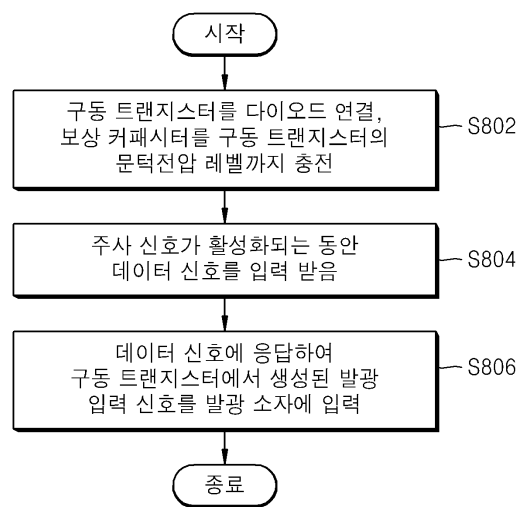 시작
구동 트랜지스터를 다이오드 연결,
보상 커패시터를 구동 트랜지스터의
문턱전압 레벨까지 충전
S802
주사 신호가 활성화되는 동안
데이터 신호를 입력 받음
S804
데이터 신호에 응답하여
구동 트랜지스터에서 생성된 발광
입력 신호를 발광 소자에 입력
S806
종료